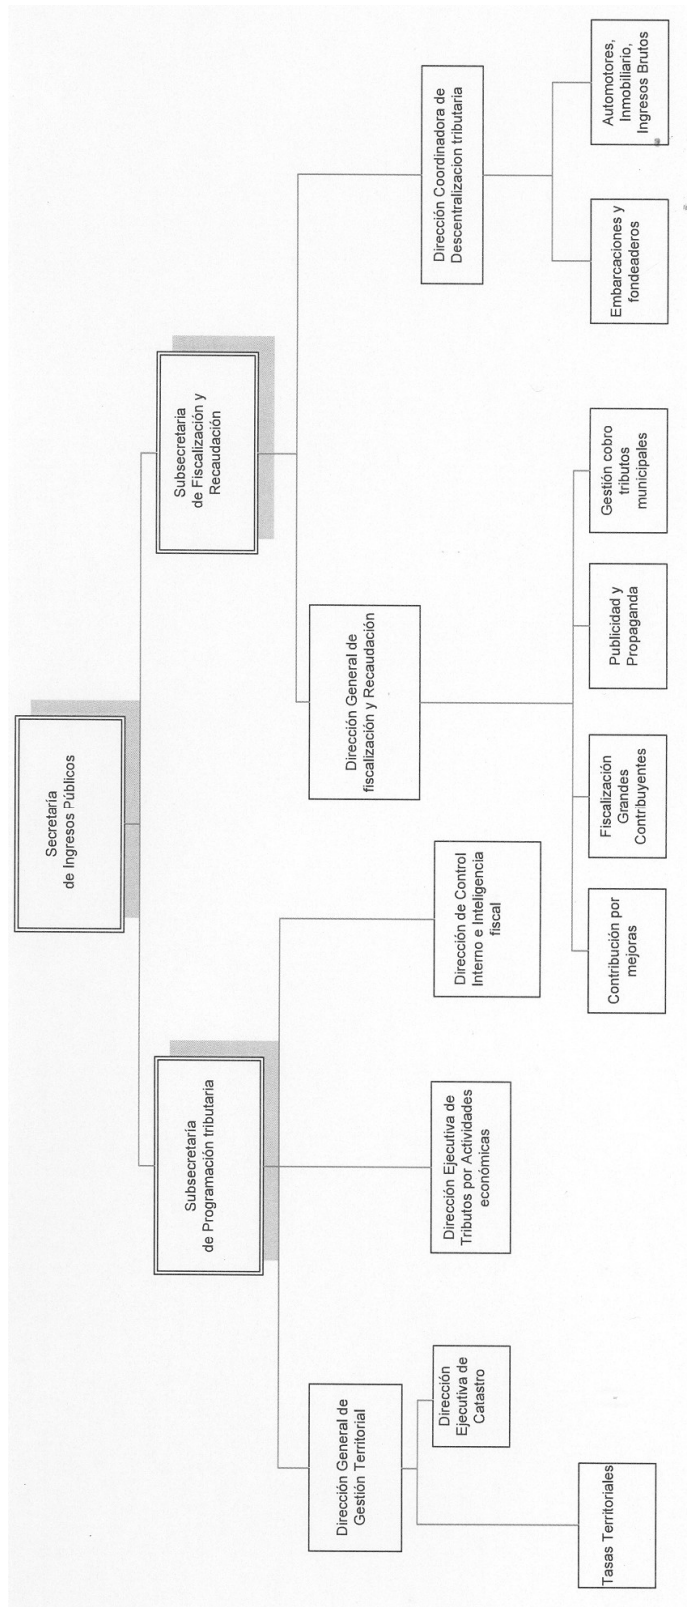 Secretaría
de Ingresos Públicos
Subsecretaría
de Programación tributaria
Subsecretaria
de Fiscalización y
Recaudación
Dirección General de
Gestión Territorial
Dirección General de
fiscalización y Recaudación
Dirección
Ejecutiva de
Catastro
Dirección Ejecutiva de
Tributos por Actividades
económicas
Dirección de Control
Interno e Inteligencia
fiscal
Dirección Coordinadora de
Descentralizacion tributaria
Tasas Territoriales
Contribución por
mejoras
Fiscalización
Grandes
Contribuyentes
Publicidad y
Propaganda
Gestión cobro
tributos
municipales
Embarcaciones y
fondeaderos
Automotores,
Inmobiliario,
Ingresos Brutos